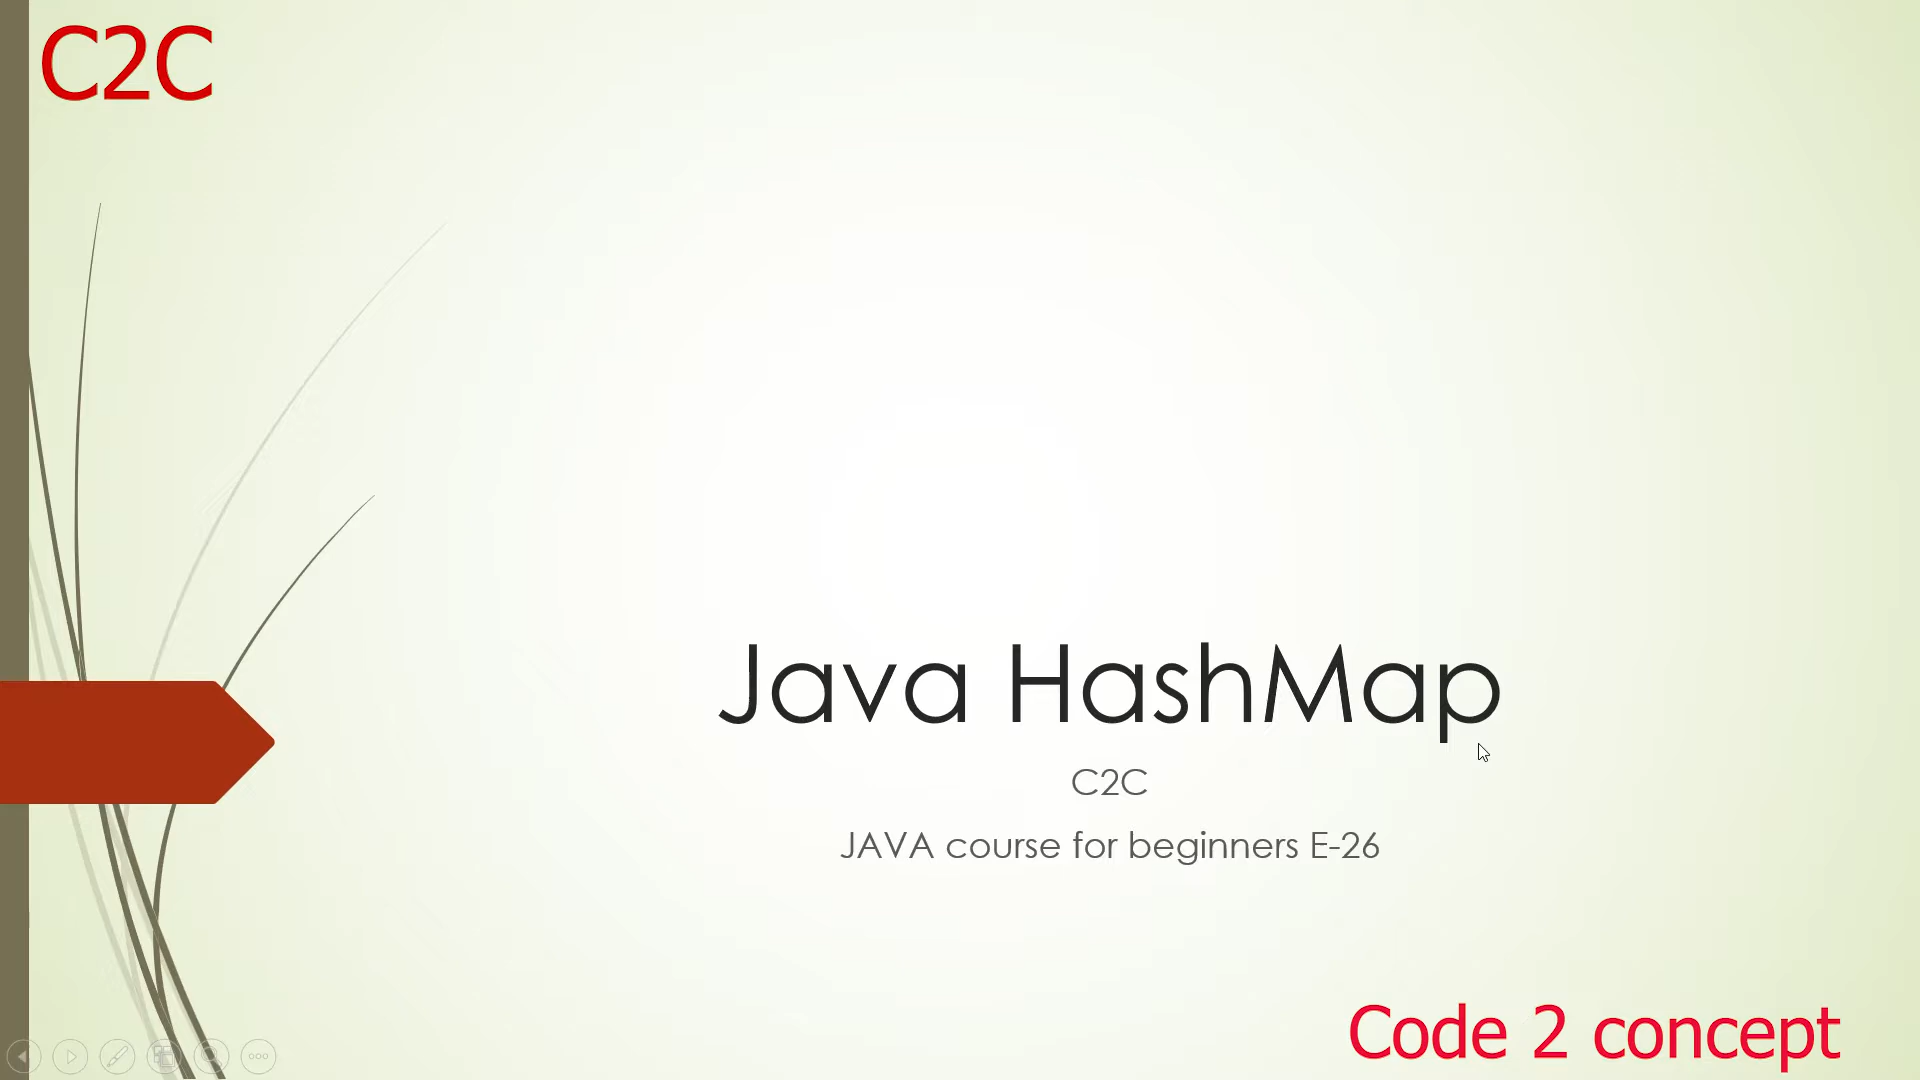 C2C
Java HashMap
C2C
JAVA course for beginners E-26
Code 2 concept